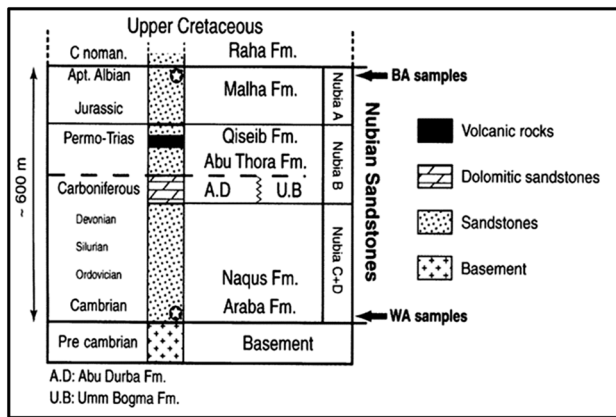 Upper Cretaceous
C noman. Raha Fm.
Apt. Albian BA samples
Malha Fm. Nubia A
Jurassic
Permo-Trias Qiseib Fm. Volcanic rocks
Abu Thora Fm. Nubia B
Carboniferous A.D U.B Dolomitic sandstones
~ 600 m
Nubian Sandstones
Devonian Sandstones
Silurian
Ordovician Naqus Fm. Nubia C+D Basement
Cambrian Araba Fm. WA samples
Pre cambrian Basement
A.D: Abu Durba Fm.
U.B: Umm Bogma Fm.